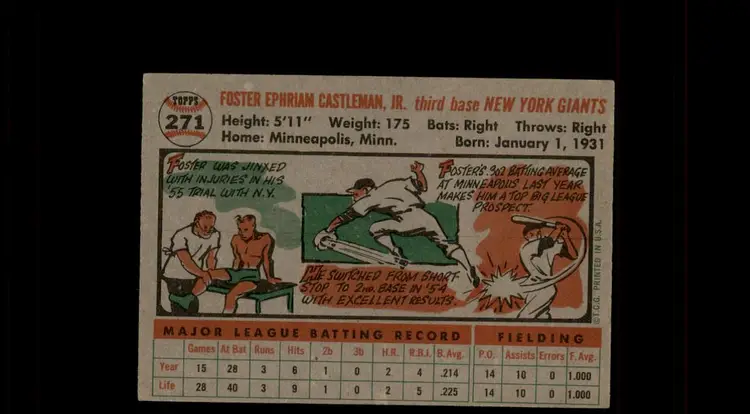 TOPPS
271
FOSTER EPHRIAM CASTLEMAN, JR. third base NEW YORK GIANTS
Height: 5'11" Weight: 175 Bats: Right Throws: Right
Home: Minneapolis, Minn. Born: January 1, 1931
FOSTER WAS JINXED
WITH INJURIES IN HIS
'55 TRIAL WITH N.Y.
HE SWITCHED FROM SHORT-
STOP TO 2ND. BASE IN '54
WITH EXCELLENT RESULTS.
FOSTER'S .302 BATTING AVERAGE
AT MINNEAPOLIS LAST YEAR
MAKES HIM A TOP BIG LEAGUE
PROSPECT.
©T.C.G. PRINTED IN U.S.A.
MAJOR LEAGUE BATTING RECORD FIELDING
Games At Bat Runs Hits 2b 3b H.R. R.B.I. B.Avg. P.O. Assists Errors F.Avg.
Year 15 28 3 6 1 0 2 4 .214 14 10 0 1.000
Life 28 40 3 9 1 0 2 5 .225 14 10 0 1.000